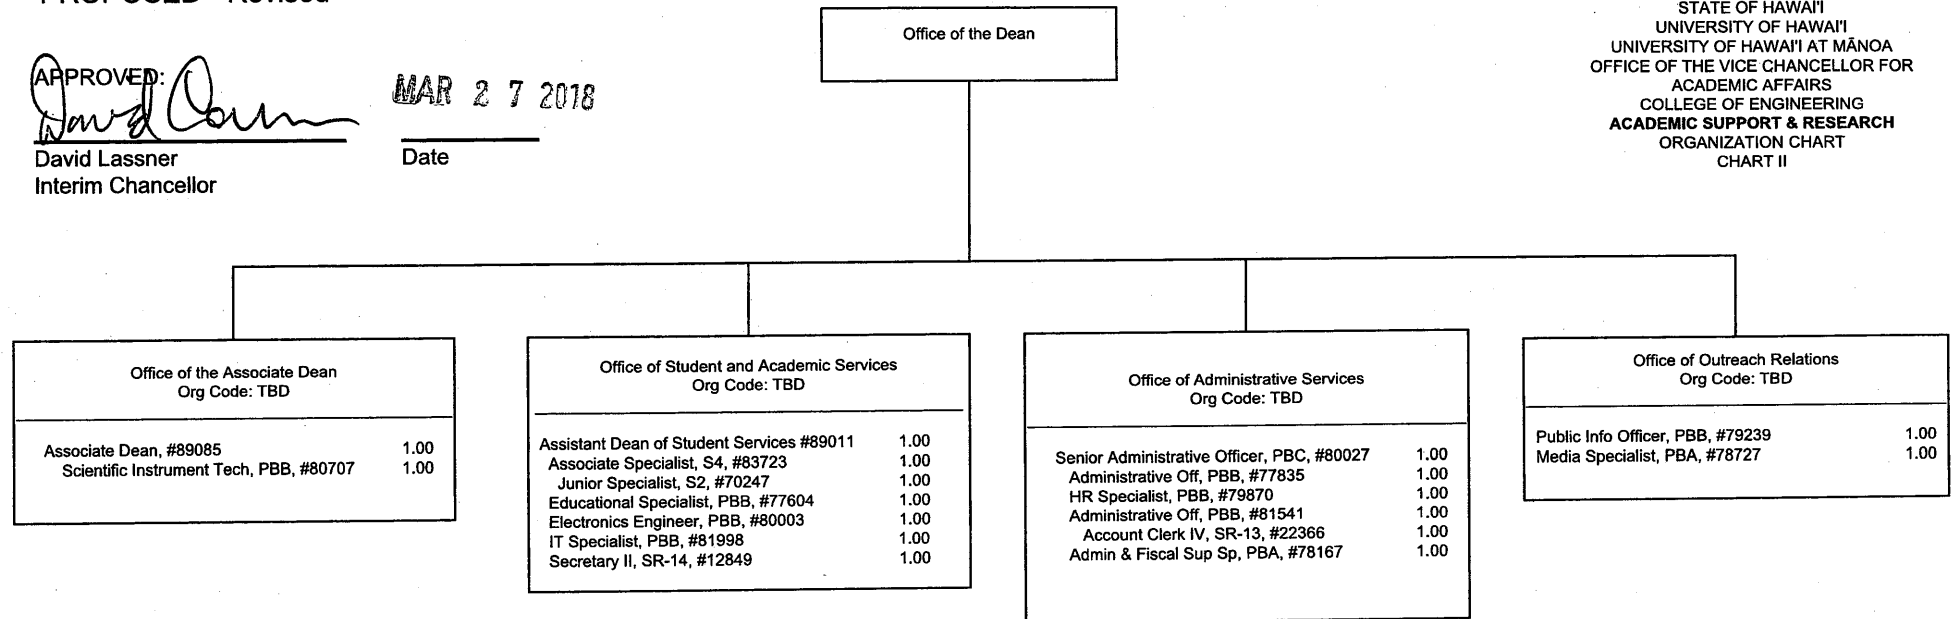 PROPOSED - Revised
APPROVED:
MAR 27 2018
David Lassner
Interim Chancellor
Date
Office of the Dean
STATE OF HAWAI'I
UNIVERSITY OF HAWAI'I
UNIVERSITY OF HAWAI'I AT MĀNOA
OFFICE OF THE VICE CHANCELLOR FOR
ACADEMIC AFFAIRS
COLLEGE OF ENGINEERING
ACADEMIC SUPPORT & RESEARCH
ORGANIZATION CHART
CHART II
Office of the Associate Dean
Org Code: TBD
Associate Dean, #89085 1.00
Scientific Instrument Tech, PBB, #80707 1.00
Office of Student and Academic Services
Org Code: TBD
Assistant Dean of Student Services #89011 1.00
Associate Specialist, S4, #83723 1.00
Junior Specialist, S2, #70247 1.00
Educational Specialist, PBB, #77604 1.00
Electronics Engineer, PBB, #80003 1.00
IT Specialist, PBB, #81998 1.00
Secretary II, SR-14, #12849 1.00
Office of Administrative Services
Org Code: TBD
Senior Administrative Officer, PBC, #80027 1.00
Administrative Off, PBB, #77835 1.00
HR Specialist, PBB, #79870 1.00
Administrative Off, PBB, #81541 1.00
Account Clerk IV, SR-13, #22366 1.00
Admin & Fiscal Sup Sp, PBA, #78167 1.00
Office of Outreach Relations
Org Code: TBD
Public Info Officer, PBB, #79239 1.00
Media Specialist, PBA, #78727 1.00